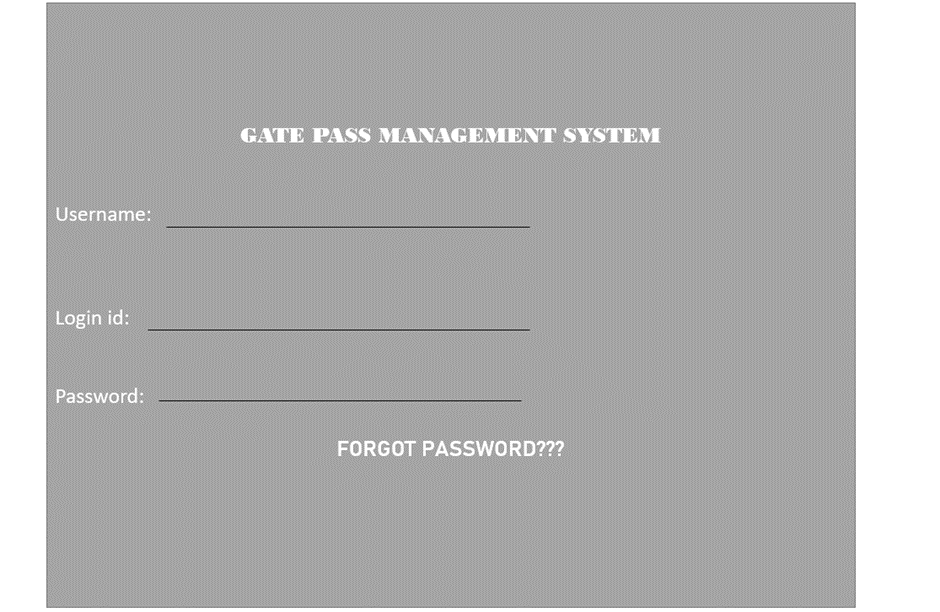 GATE PASS MANAGEMENT SYSTEM
Username:
Login id:
Password:
FORGOT PASSWORD???